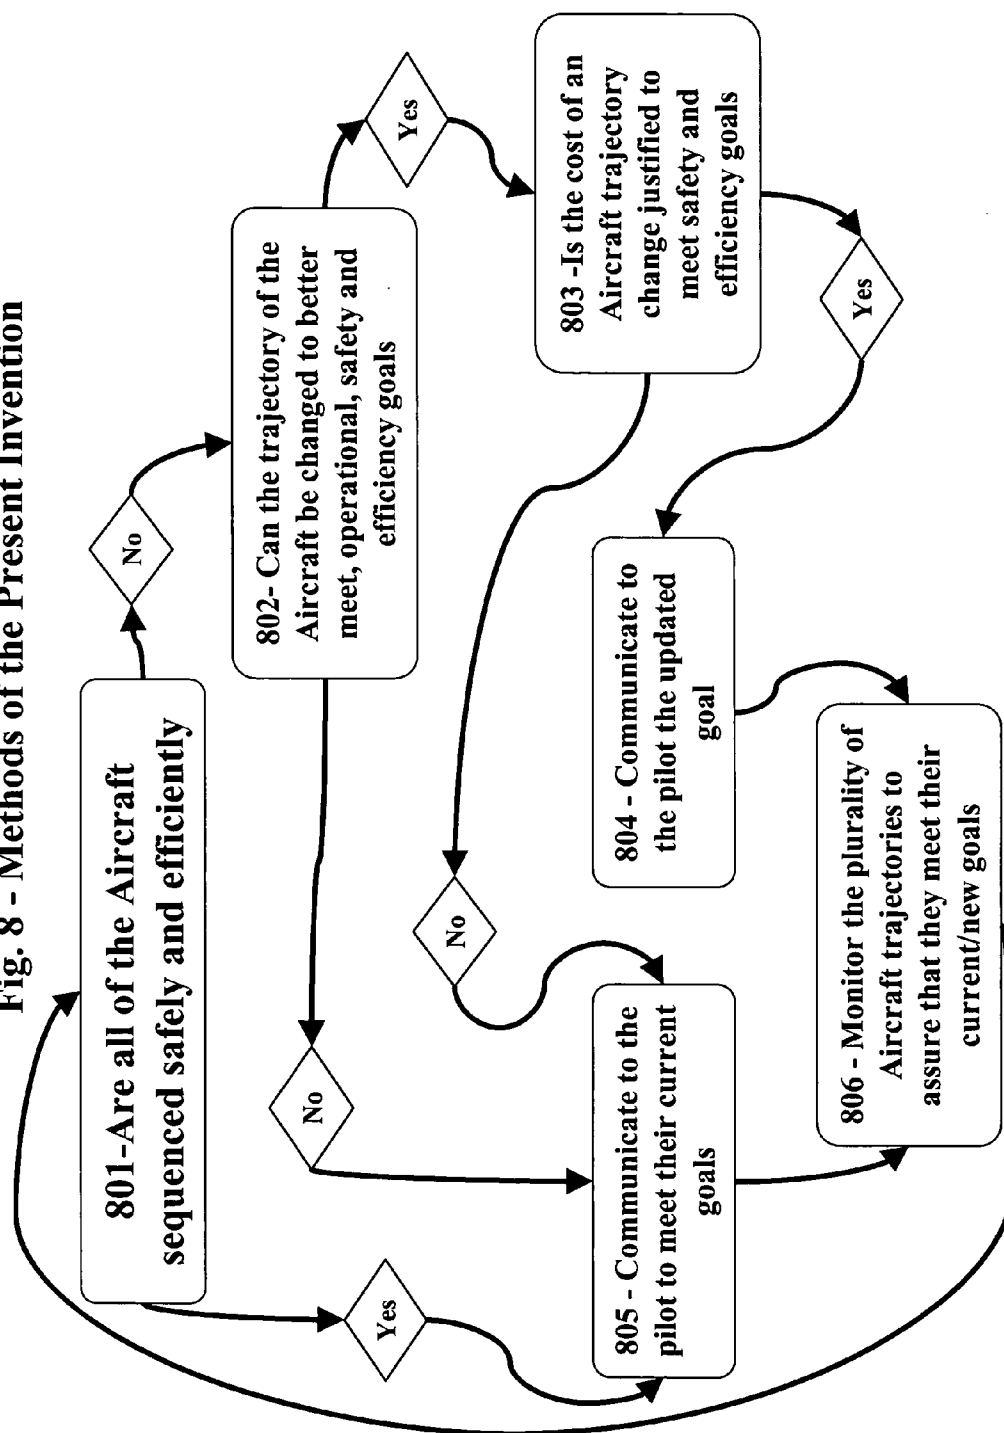 Fig. 8 - Methods of the Present Invention
801-Are all of the Aircraft
sequenced safely and efficiently
Yes
No
802- Can the trajectory of the
Aircraft be changed to better
meet, operational, safety and
efficiency goals
No
Yes
803 -Is the cost of an
Aircraft trajectory
change justified to
meet safety and
efficiency goals
No
Yes
804 - Communicate to
the pilot the updated
goal
805 - Communicate to the
pilot to meet their current
goals
806 - Monitor the plurality of
Aircraft trajectories to
assure that they meet their
current/new goals